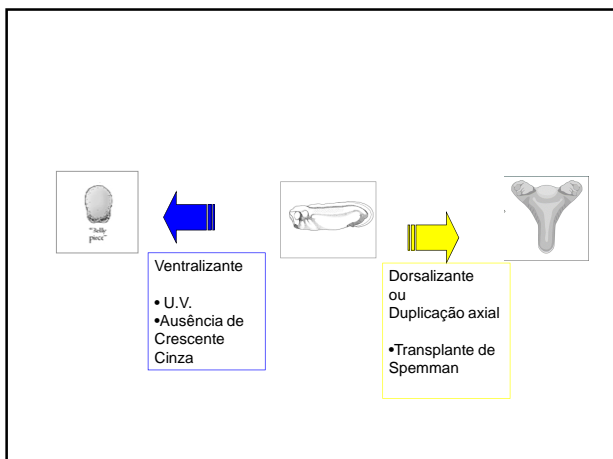 "Belly
piece"
Ventralizante
• U.V.
•Ausência de
Crescente
Cinza
Dorsalizante
ou
Duplicação axial
•Transplante de
Spemman